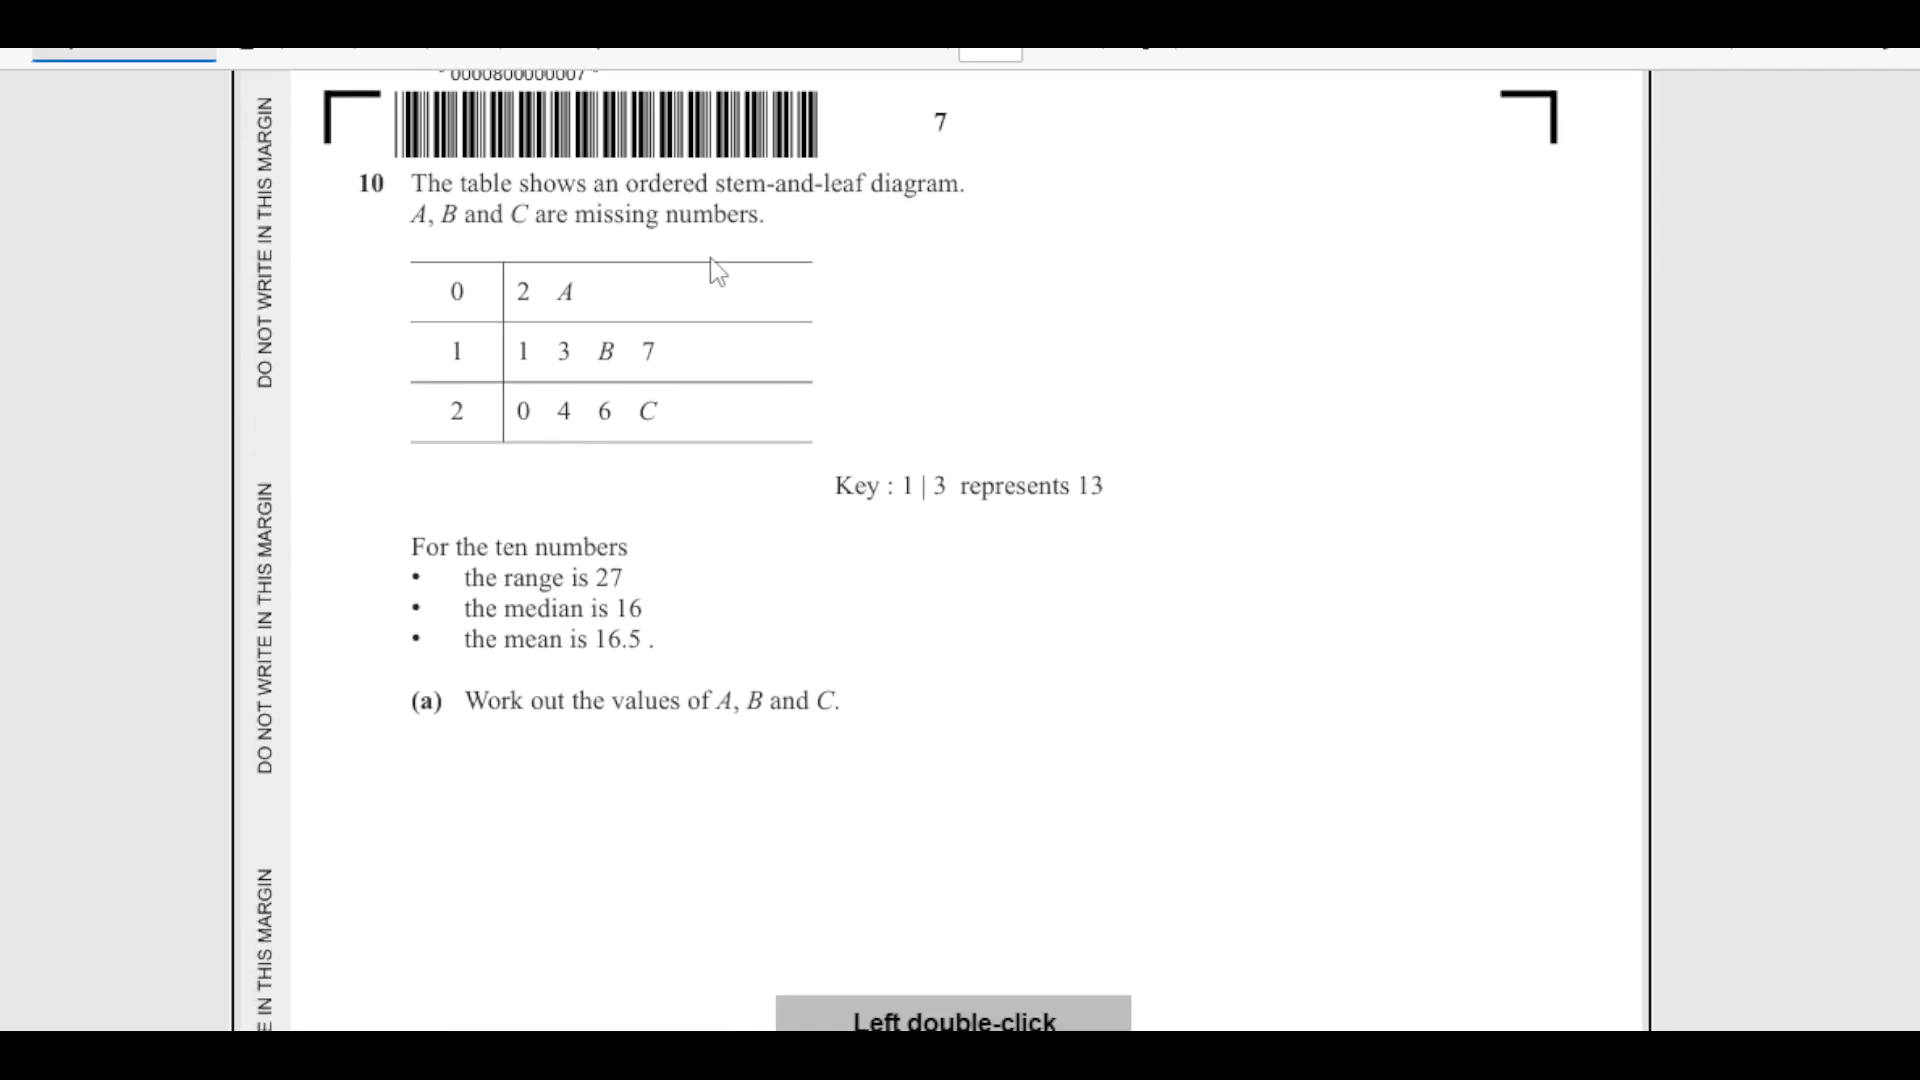 7
10 The table shows an ordered stem-and-leaf diagram.
A, B and C are missing numbers.
0 2 A
1 1 3 B 7
2 0 4 6 C
Key : 1 | 3 represents 13
For the ten numbers
• the range is 27
• the median is 16
• the mean is 16.5 .
(a) Work out the values of A, B and C.
DO NOT WRITE IN THIS MARGIN
DO NOT WRITE IN THIS MARGIN
IN THIS MARGIN
Left double-click